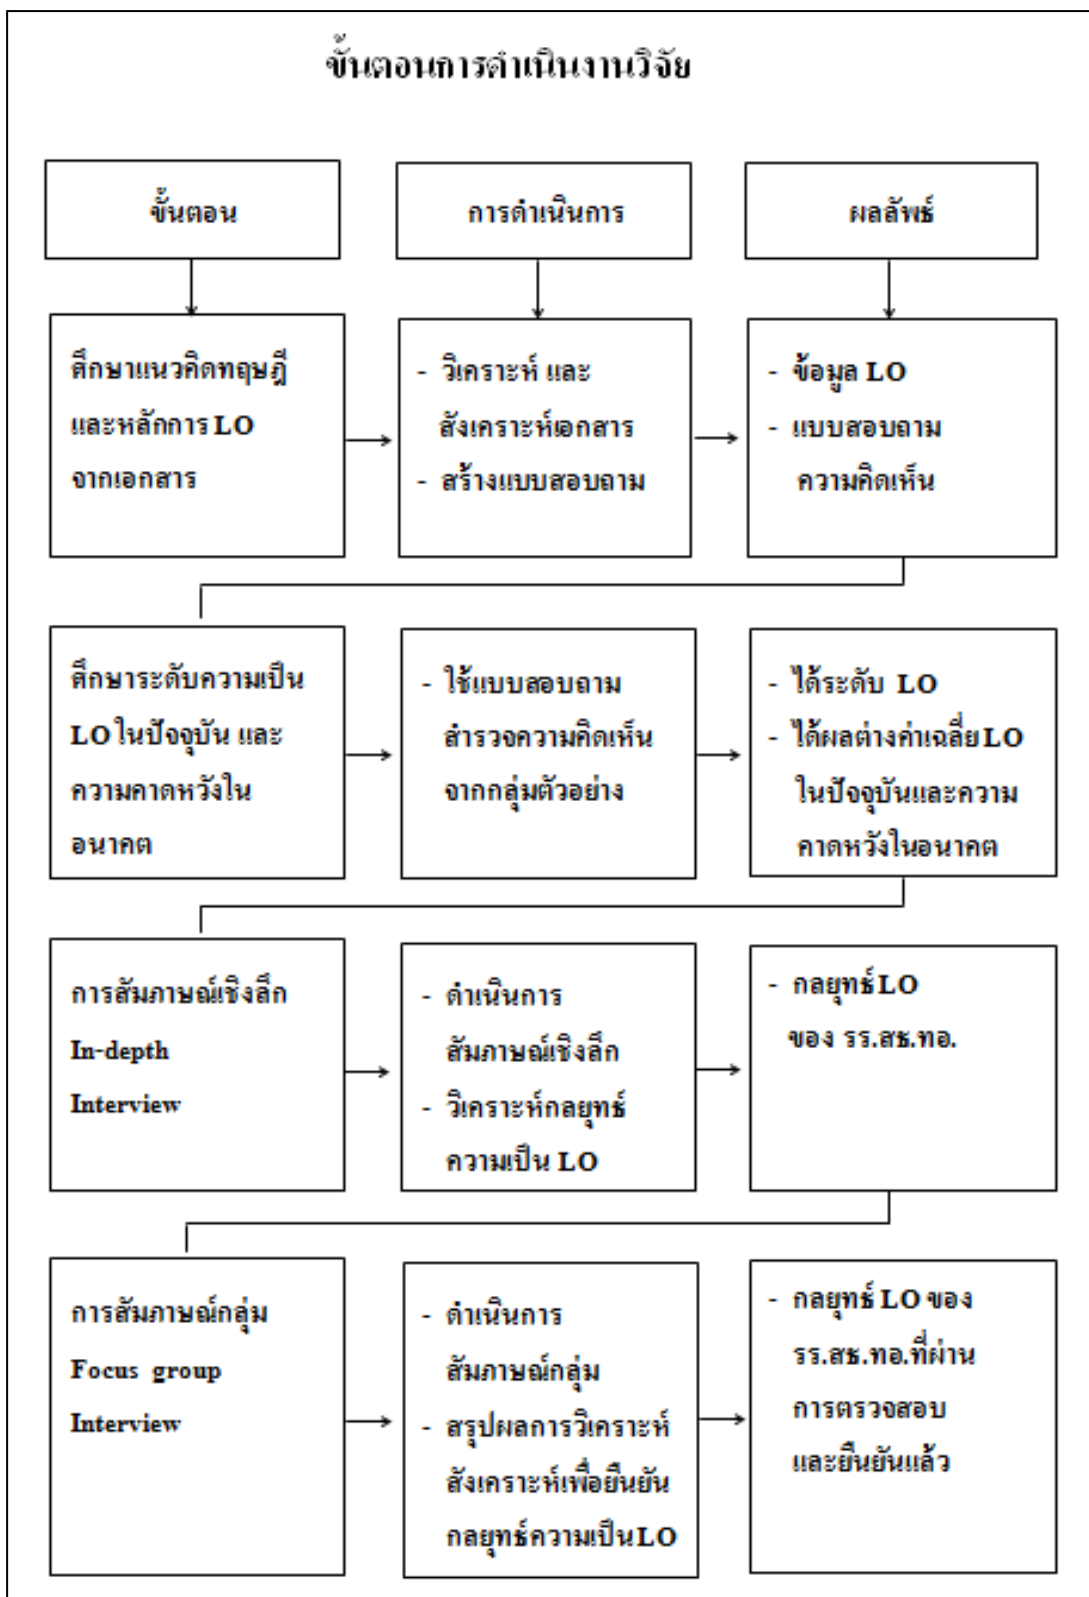 ขั้นตอนการดำเนินงานวิจัย
ขั้นตอน
การดำเนินการ
ผลลัพธ์
ศึกษาแนวคิดทฤษฎี
และหลักการ LO
จากเอกสาร
- วิเคราะห์ และ
สังเคราะห์เอกสาร
- สร้างแบบสอบถาม
- ข้อมูล LO
- แบบสอบถาม
ความคิดเห็น
ศึกษาระดับความเป็น
LO ในปัจจุบัน และ
ความคาดหวังใน
อนาคต
- ใช้แบบสอบถาม
สำรวจความคิดเห็น
จากกลุ่มตัวอย่าง
- ได้ระดับ LO
- ได้ผลต่างค่าเฉลี่ย LO
ในปัจจุบันและความ
คาดหวังในอนาคต
การสัมภาษณ์เชิงลึก
In-depth
Interview
- ดำเนินการ
สัมภาษณ์เชิงลึก
- วิเคราะห์กลยุทธ์
ความเป็น LO
- กลยุทธ์ LO
ของ รร.สธ.ทอ.
การสัมภาษณ์กลุ่ม
Focus group
Interview
- ดำเนินการ
สัมภาษณ์กลุ่ม
- สรุปผลการวิเคราะห์
สังเคราะห์เพื่อยืนยัน
กลยุทธ์ความเป็น LO
- กลยุทธ์ LO ของ
รร.สธ.ทอ.ที่ผ่าน
การตรวจสอบ
และยืนยันแล้ว